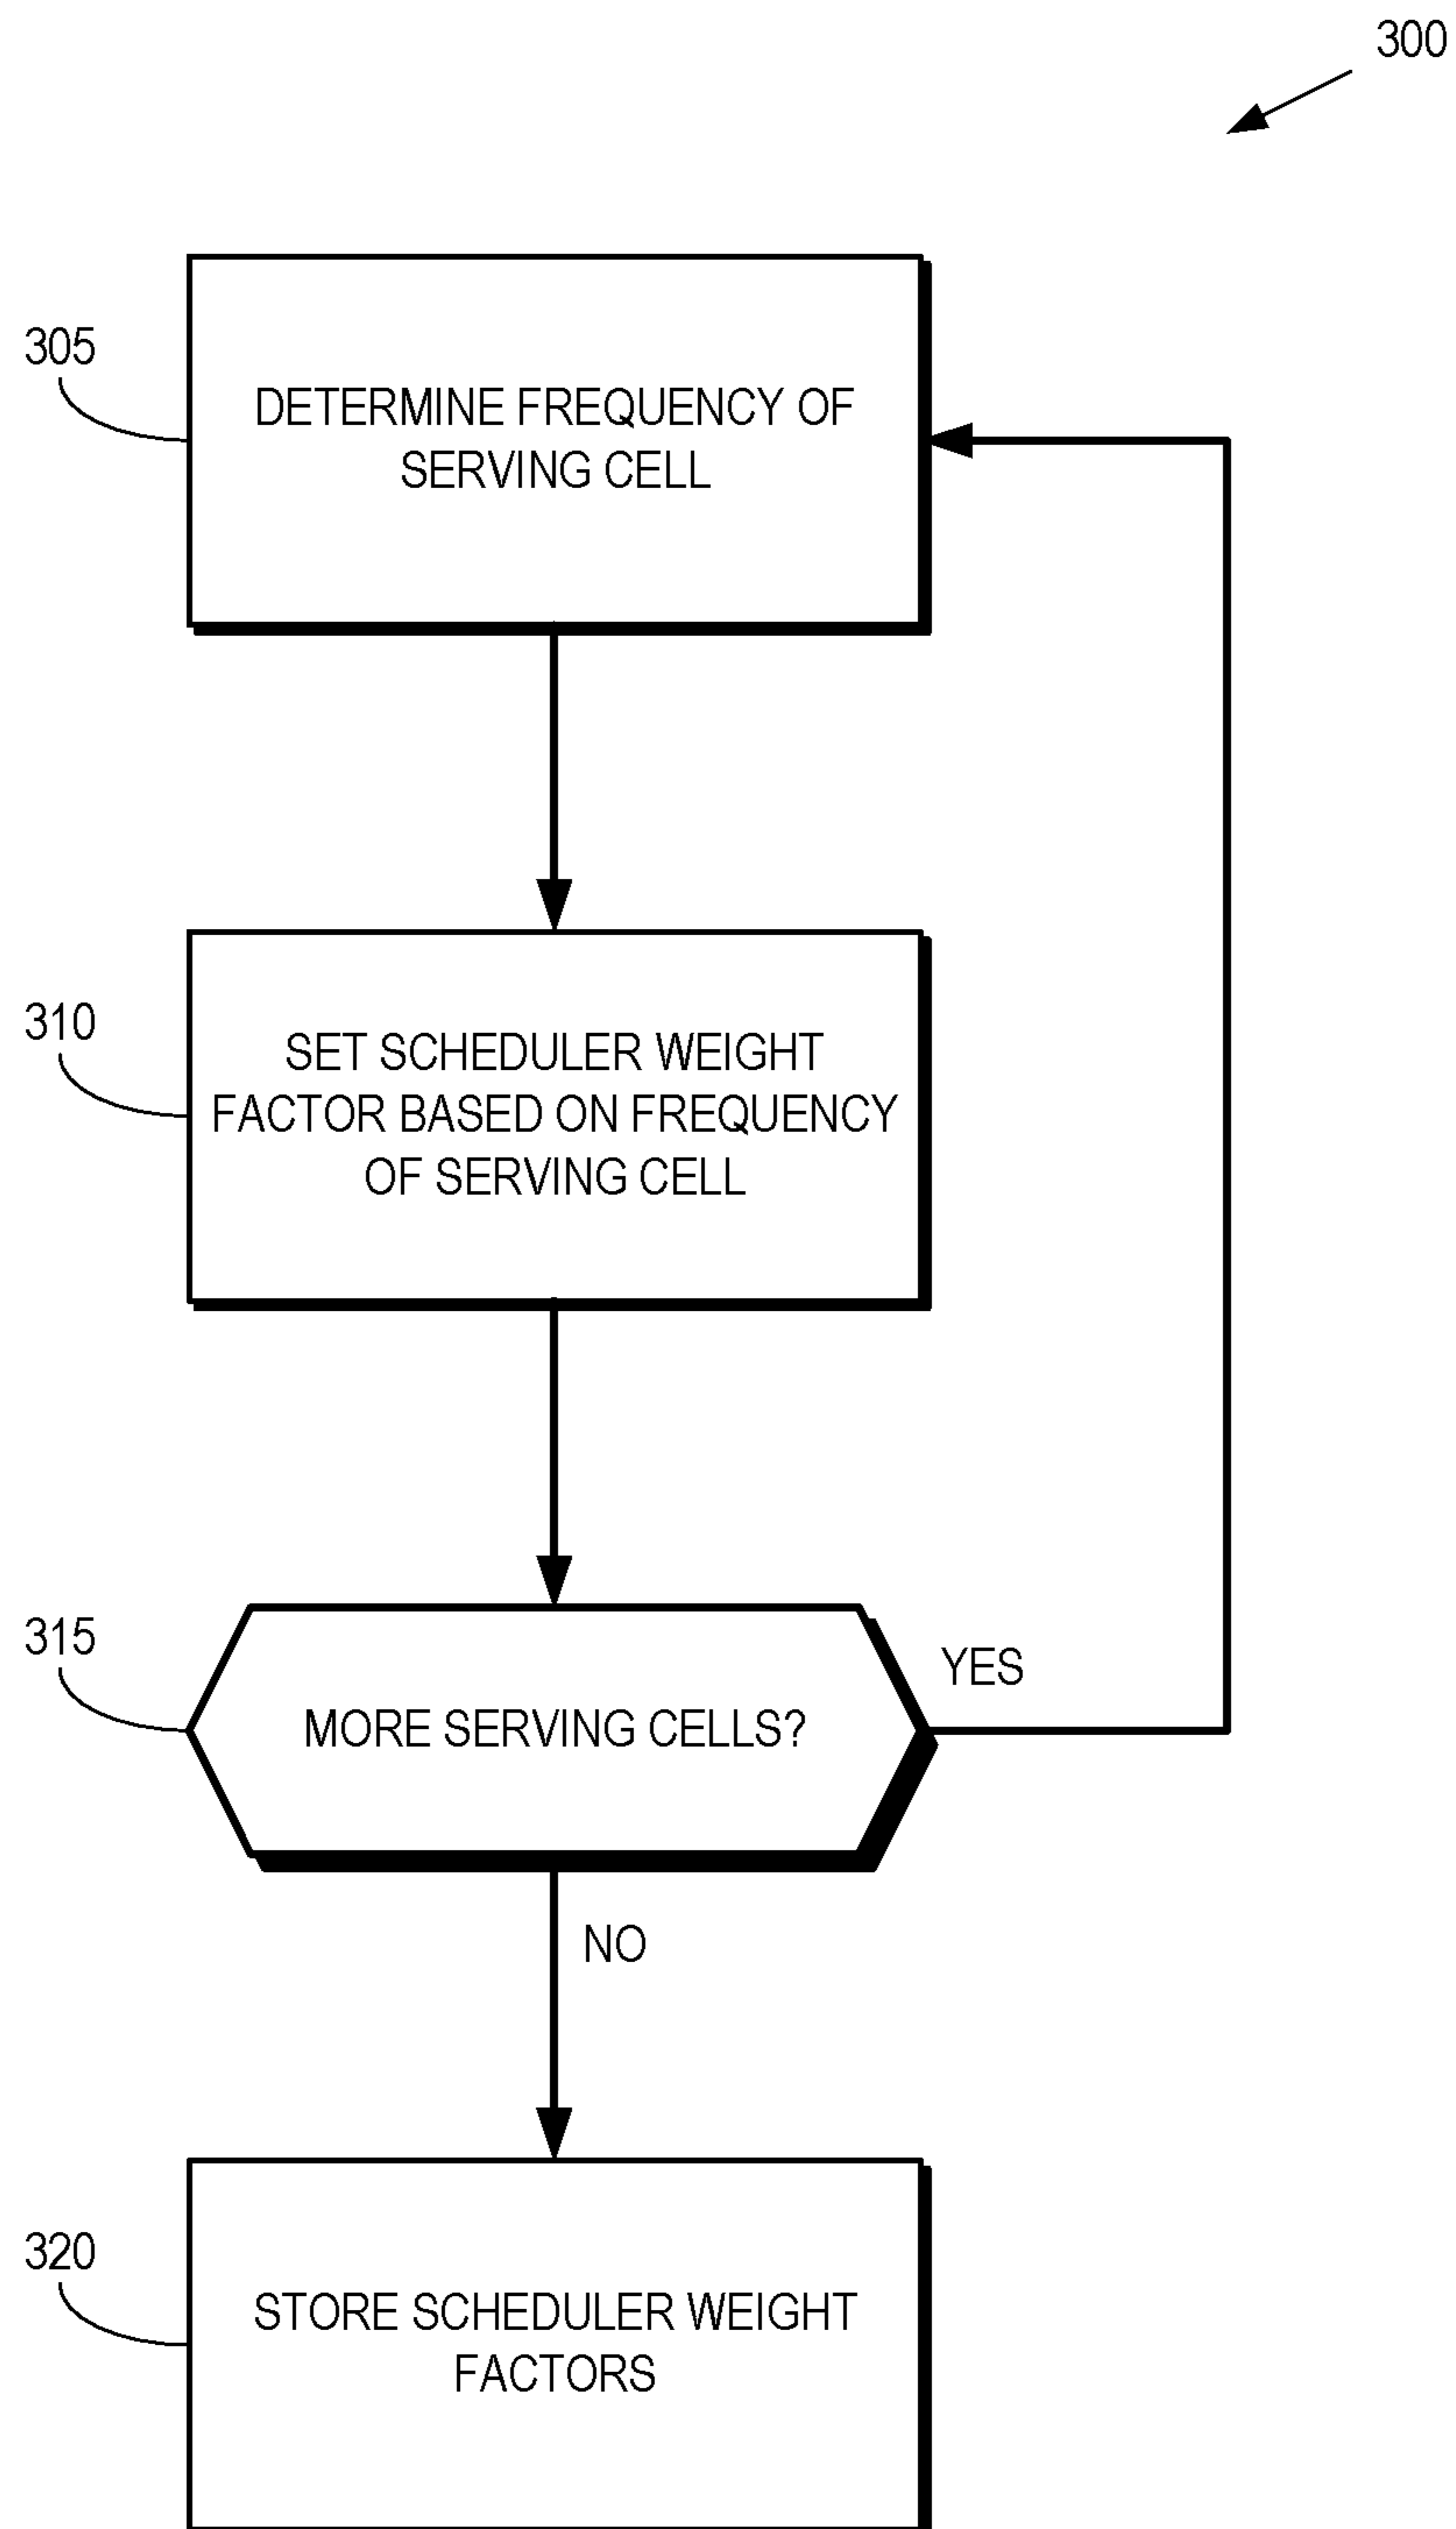 300
305
DETERMINE FREQUENCY OF
SERVING CELL
310
SET SCHEDULER WEIGHT
FACTOR BASED ON FREQUENCY
OF SERVING CELL
315
MORE SERVING CELLS?
YES
NO
320
STORE SCHEDULER WEIGHT
FACTORS